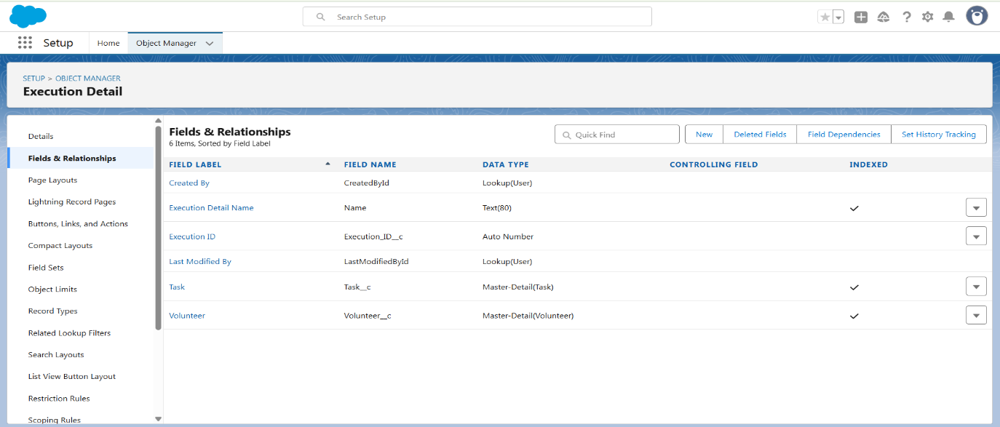 Search Setup
Setup
Home
Object Manager
SETUP > OBJECT MANAGER
Execution Detail
Details
Fields & Relationships
Page Layouts
Lightning Record Pages
Buttons, Links, and Actions
Compact Layouts
Field Sets
Object Limits
Record Types
Related Lookup Filters
Search Layouts
List View Button Layout
Restriction Rules
Scoping Rules
Fields & Relationships
6 Items, Sorted by Field Label
Quick Find
New
Deleted Fields
Field Dependencies
Set History Tracking
FIELD LABEL FIELD NAME DATA TYPE CONTROLLING FIELD INDEXED
Created By CreatedById Lookup(User)
Execution Detail Name Name Text(80)
Execution ID Execution_ID__c Auto Number
Last Modified By LastModifiedById Lookup(User)
Task Task__c Master-Detail(Task)
Volunteer Volunteer__c Master-Detail(Volunteer)